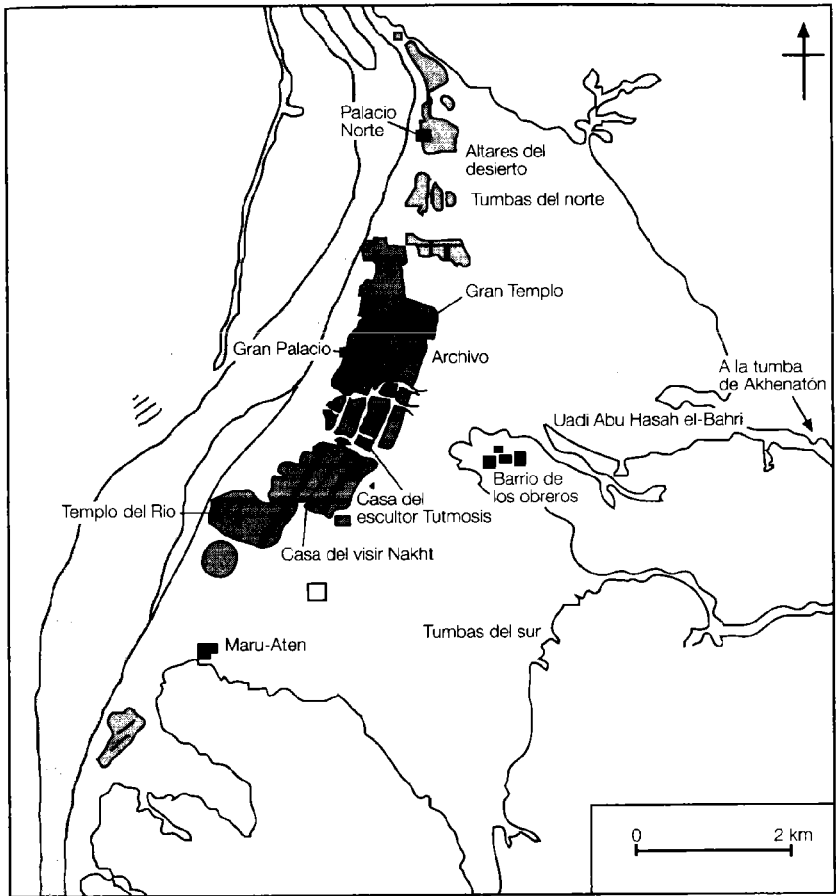 Palacio
Norte
Altares del
desierto
Tumbas del norte
Gran Templo
Gran Palacio
Archivo
A la tumba
de Akhenatón
Uadi Abu Hasah el-Bahri
Barrio de
los obreros
Casa del
escultor Tutmosis
Templo del Rio
Casa del visir Nakht
Tumbas del sur
Maru-Aten
0 2 km